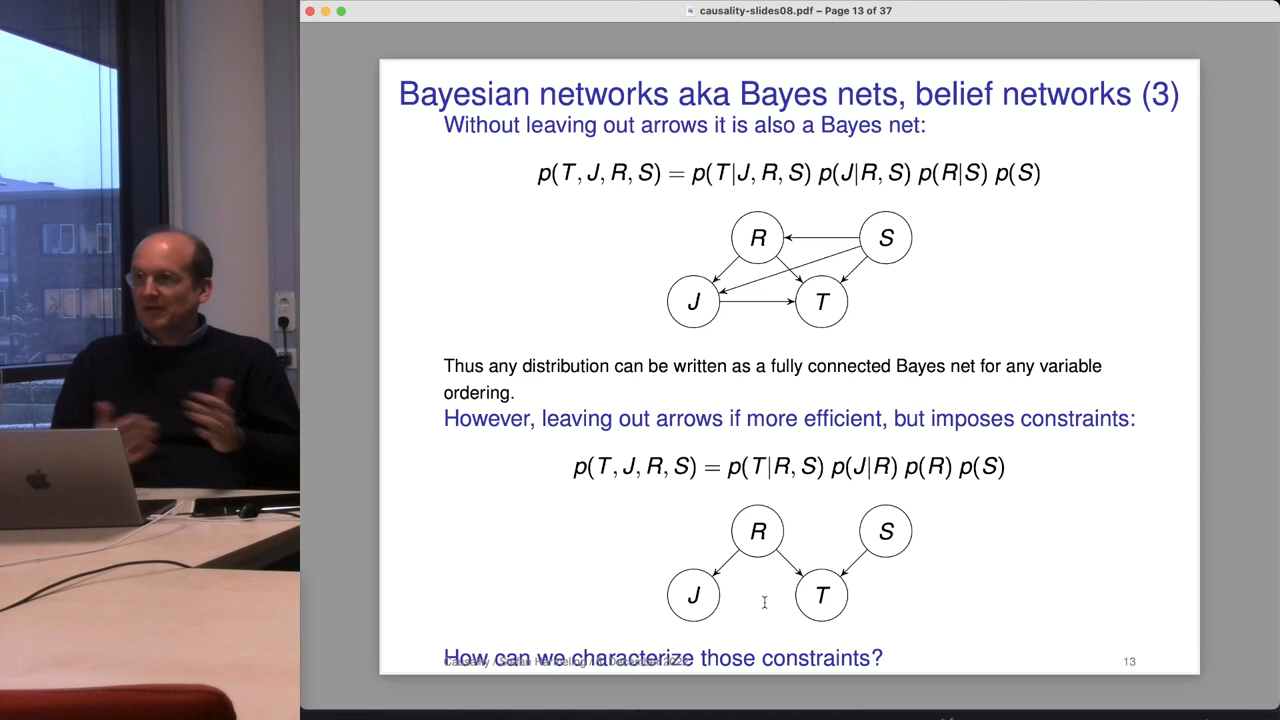 causality-slides08.pdf – Page 13 of 37
Bayesian networks aka Bayes nets, belief networks (3)
Without leaving out arrows it is also a Bayes net:
p(T, J, R, S) = p(T|J, R, S) p(J|R, S) p(R|S) p(S)
R S
J T
Thus any distribution can be written as a fully connected Bayes net for any variable
ordering.
However, leaving out arrows if more efficient, but imposes constraints:
p(T, J, R, S) = p(T|R, S) p(J|R) p(R) p(S)
R S
J T
How can we characterize those constraints?
Causality / Stefan
13